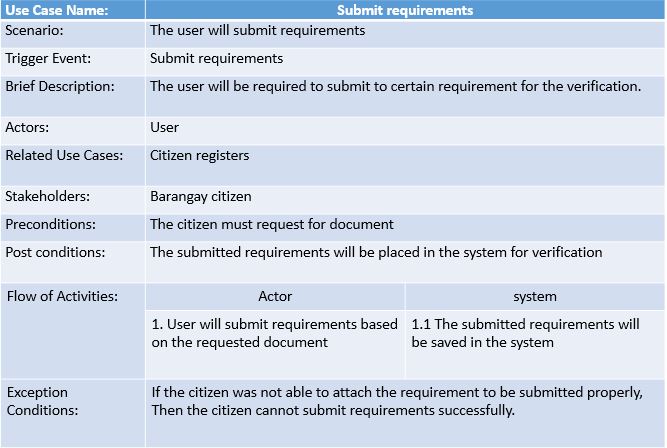 Use Case Name: Submit requirements
Scenario: The user will submit requirements
Trigger Event: Submit requirements
Brief Description: The user will be required to submit to certain requirement for the verification.
Actors: User
Related Use Cases: Citizen registers
Stakeholders: Barangay citizen
Preconditions: The citizen must request for document
Post conditions: The submitted requirements will be placed in the system for verification
Flow of Activities: Actor system
1. User will submit requirements based
on the requested document
1.1 The submitted requirements will
be saved in the system
Exception
Conditions:
If the citizen was not able to attach the requirement to be submitted properly,
Then the citizen cannot submit requirements successfully.